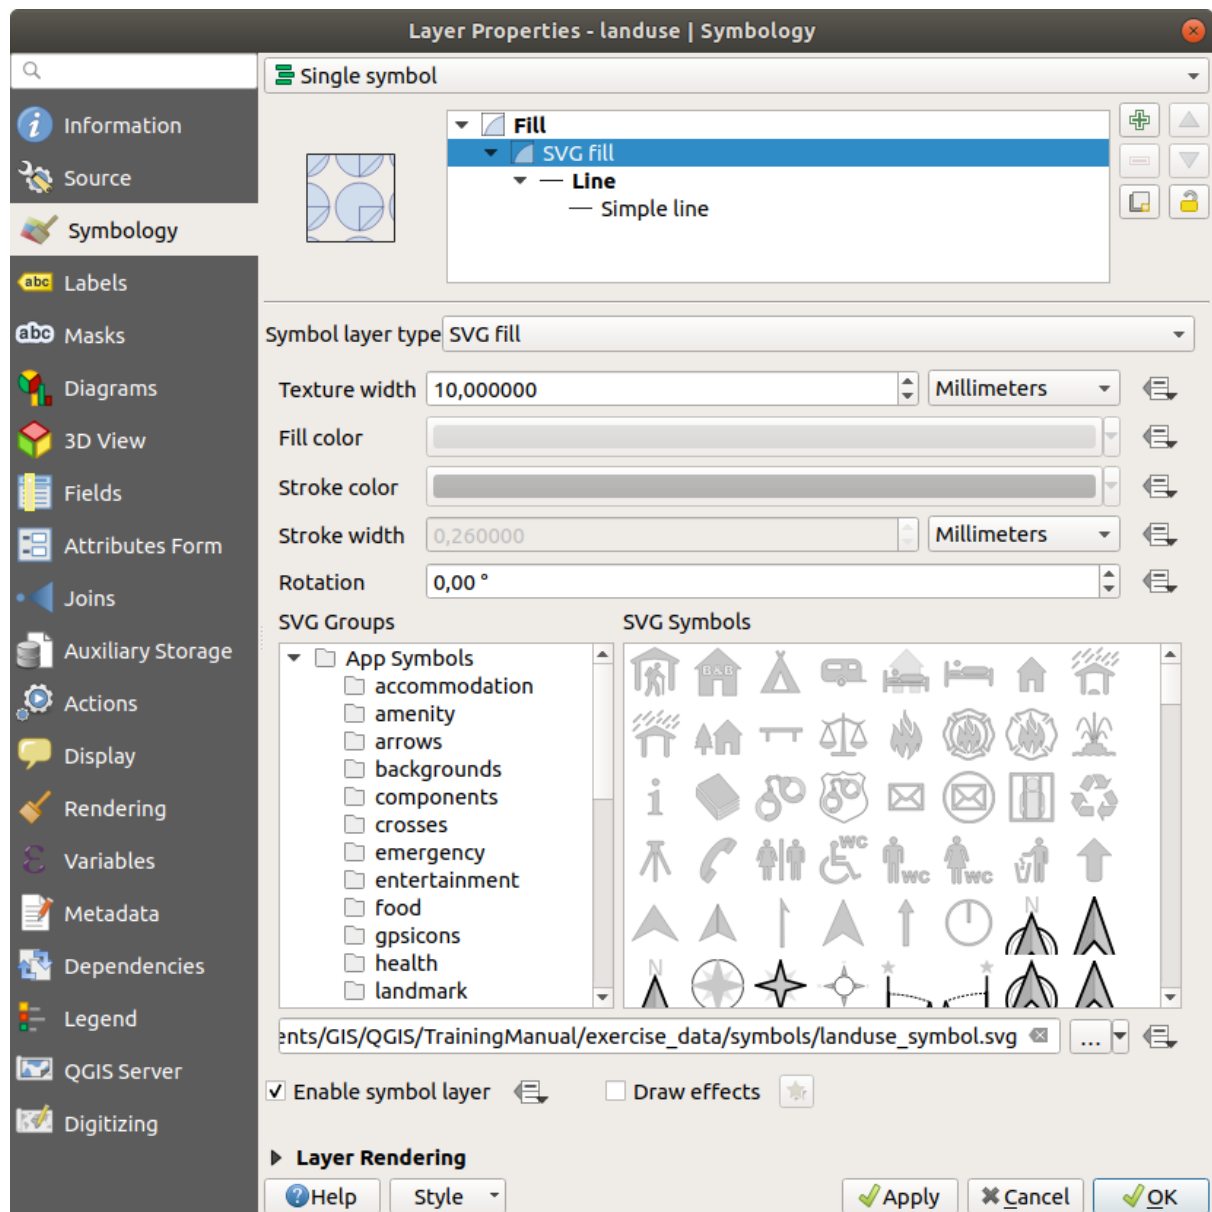 Layer Properties - landuse | Symbology
Single symbol
Information
Source
Symbology
Labels
Masks
Diagrams
3D View
Fields
Attributes Form
Joins
Auxiliary Storage
Actions
Display
Rendering
Variables
Metadata
Dependencies
Legend
QGIS Server
Digitizing
Fill
SVG fill
Line
Simple line
Symbol layer type SVG fill
Texture width 10,000000 Millimeters
Fill color
Stroke color
Stroke width 0,260000 Millimeters
Rotation 0,00 °
SVG Groups SVG Symbols
App Symbols
accommodation
amenity
arrows
backgrounds
components
crosses
emergency
entertainment
food
gpsicons
health
landmark
B&B
i
WC
WC
WC
N
N
ents/GIS/QGIS/TrainingManual/exercise_data/symbols/landuse_symbol.svg ...
Enable symbol layer Draw effects
Layer Rendering
Help Style Apply Cancel OK